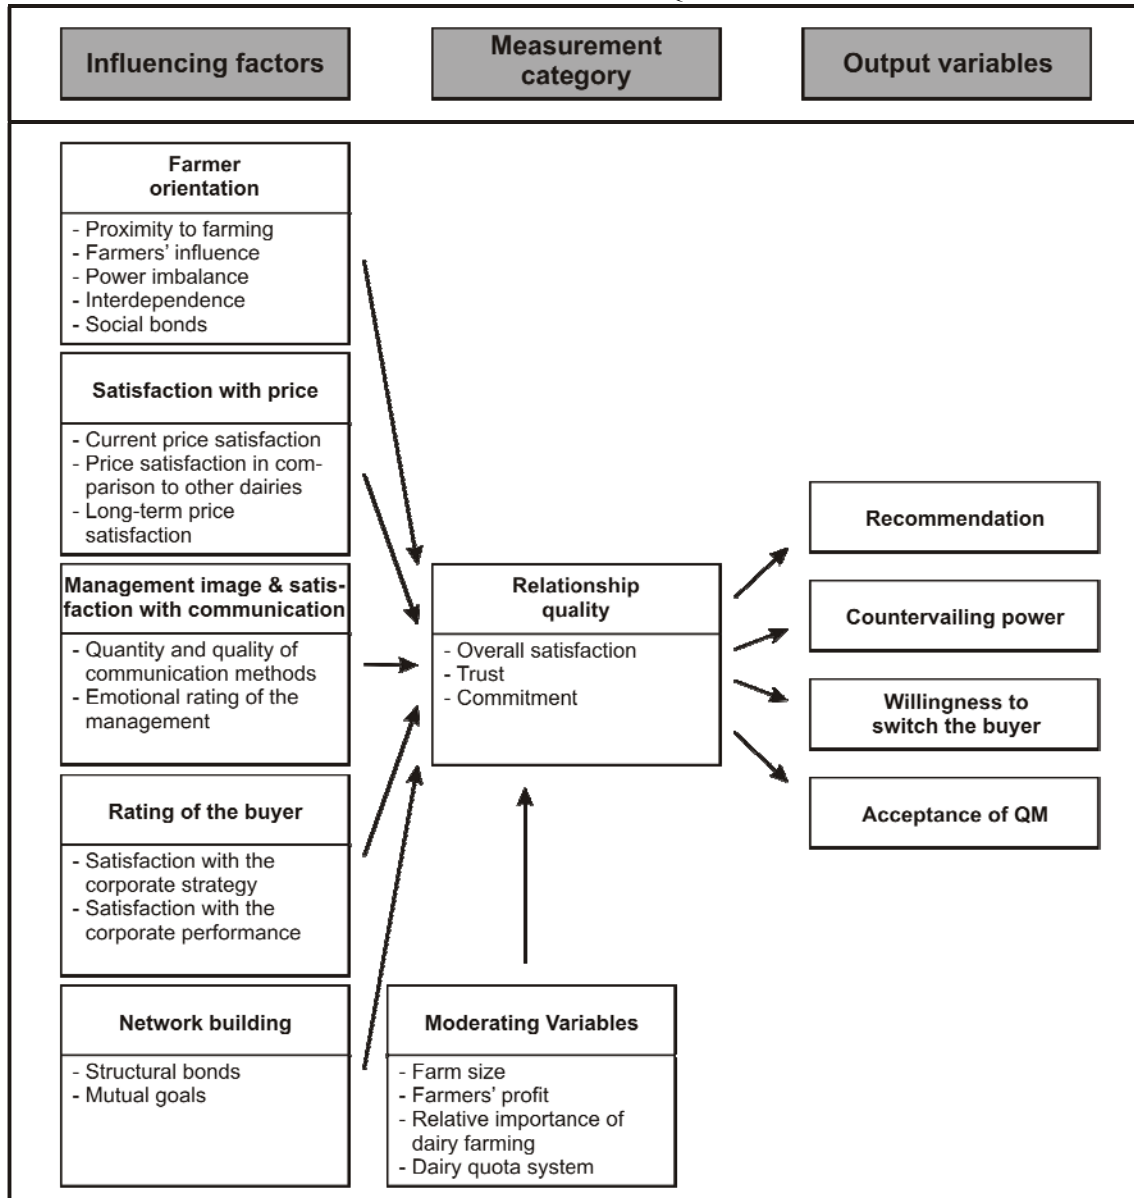 Influencing factors
Measurement
category
Output variables
Farmer
orientation
- Proximity to farming
- Farmers’ influence
- Power imbalance
- Interdependence
- Social bonds
Satisfaction with price
- Current price satisfaction
- Price satisfaction in com-
parison to other dairies
- Long-term price
satisfaction
Management image & satis-
faction with communication
- Quantity and quality of
communication methods
- Emotional rating of the
management
Rating of the buyer
- Satisfaction with the
corporate strategy
- Satisfaction with the
corporate performance
Network building
- Structural bonds
- Mutual goals
Relationship
quality
- Overall satisfaction
- Trust
- Commitment
Moderating Variables
- Farm size
- Farmers’ profit
- Relative importance of
dairy farming
- Dairy quota system
Recommendation
Countervailing power
Willingness to
switch the buyer
Acceptance of QM